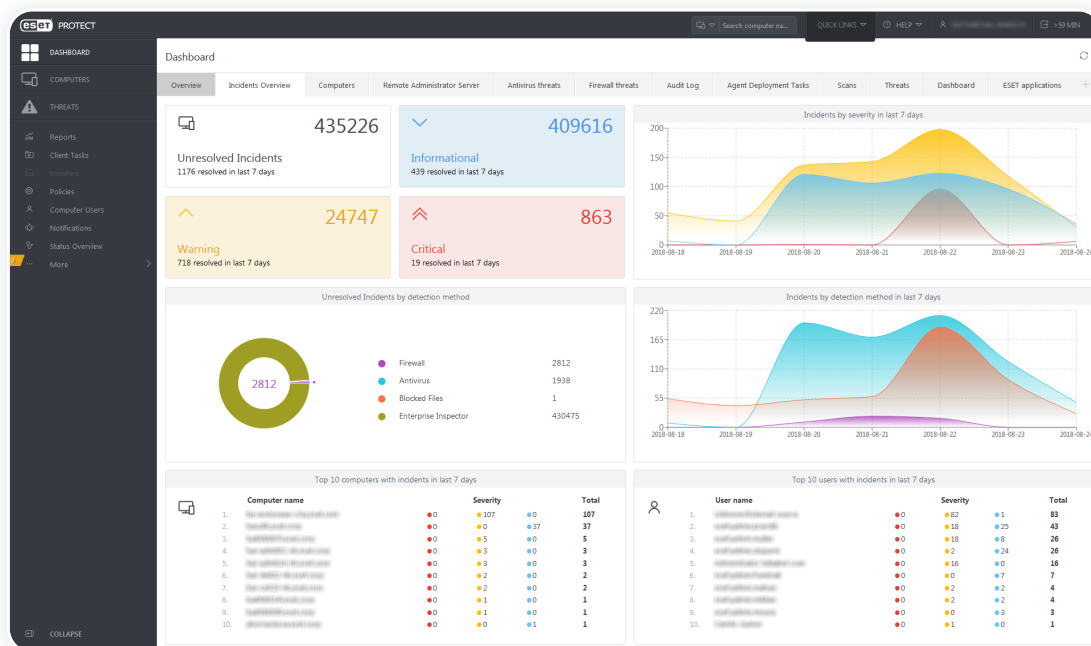 eset PROTECT
Search computer na...
QUICK LINKS
HELP
>59 MIN
DASHBOARD
COMPUTERS
THREATS
Reports
Client Tasks
Installers
Policies
Computer Users
Notifications
Status Overview
More
COLLAPSE
Dashboard
Overview Incidents Overview Computers Remote Administrator Server Antivirus threats Firewall threats Audit Log Agent Deployment Tasks Scans Threats Dashboard ESET applications
435226
Unresolved Incidents
1176 resolved in last 7 days
409616
Informational
439 resolved in last 7 days
24747
Warning
718 resolved in last 7 days
863
Critical
19 resolved in last 7 days
Incidents by severity in last 7 days
200
150
100
50
0
2018-08-18 2018-08-19 2018-08-20 2018-08-21 2018-08-22 2018-08-23 2018-08-24
Unresolved Incidents by detection method
2812
Firewall 2812
Antivirus 1938
Blocked Files 1
Enterprise Inspector 430475
Incidents by detection method in last 7 days
220
165
110
55
0
2018-08-18 2018-08-19 2018-08-20 2018-08-21 2018-08-22 2018-08-23 2018-08-24
Top 10 computers with incidents in last 7 days
Computer name Severity Total
1. 0 107 0 107
2. 0 0 37 37
3. 0 5 0 5
4. 0 3 0 3
5. 0 3 0 3
6. 0 2 0 2
7. 0 2 0 2
8. 0 1 0 1
9. 0 1 0 1
10. 0 0 1 1
Top 10 users with incidents in last 7 days
User name Severity Total
1. 0 82 1 83
2. 0 18 25 43
3. 0 18 8 26
4. 0 2 24 26
5. 0 16 0 16
6. 0 0 7 7
7. 0 2 2 4
8. 0 2 2 4
9. 0 0 3 3
10. 0 1 0 1